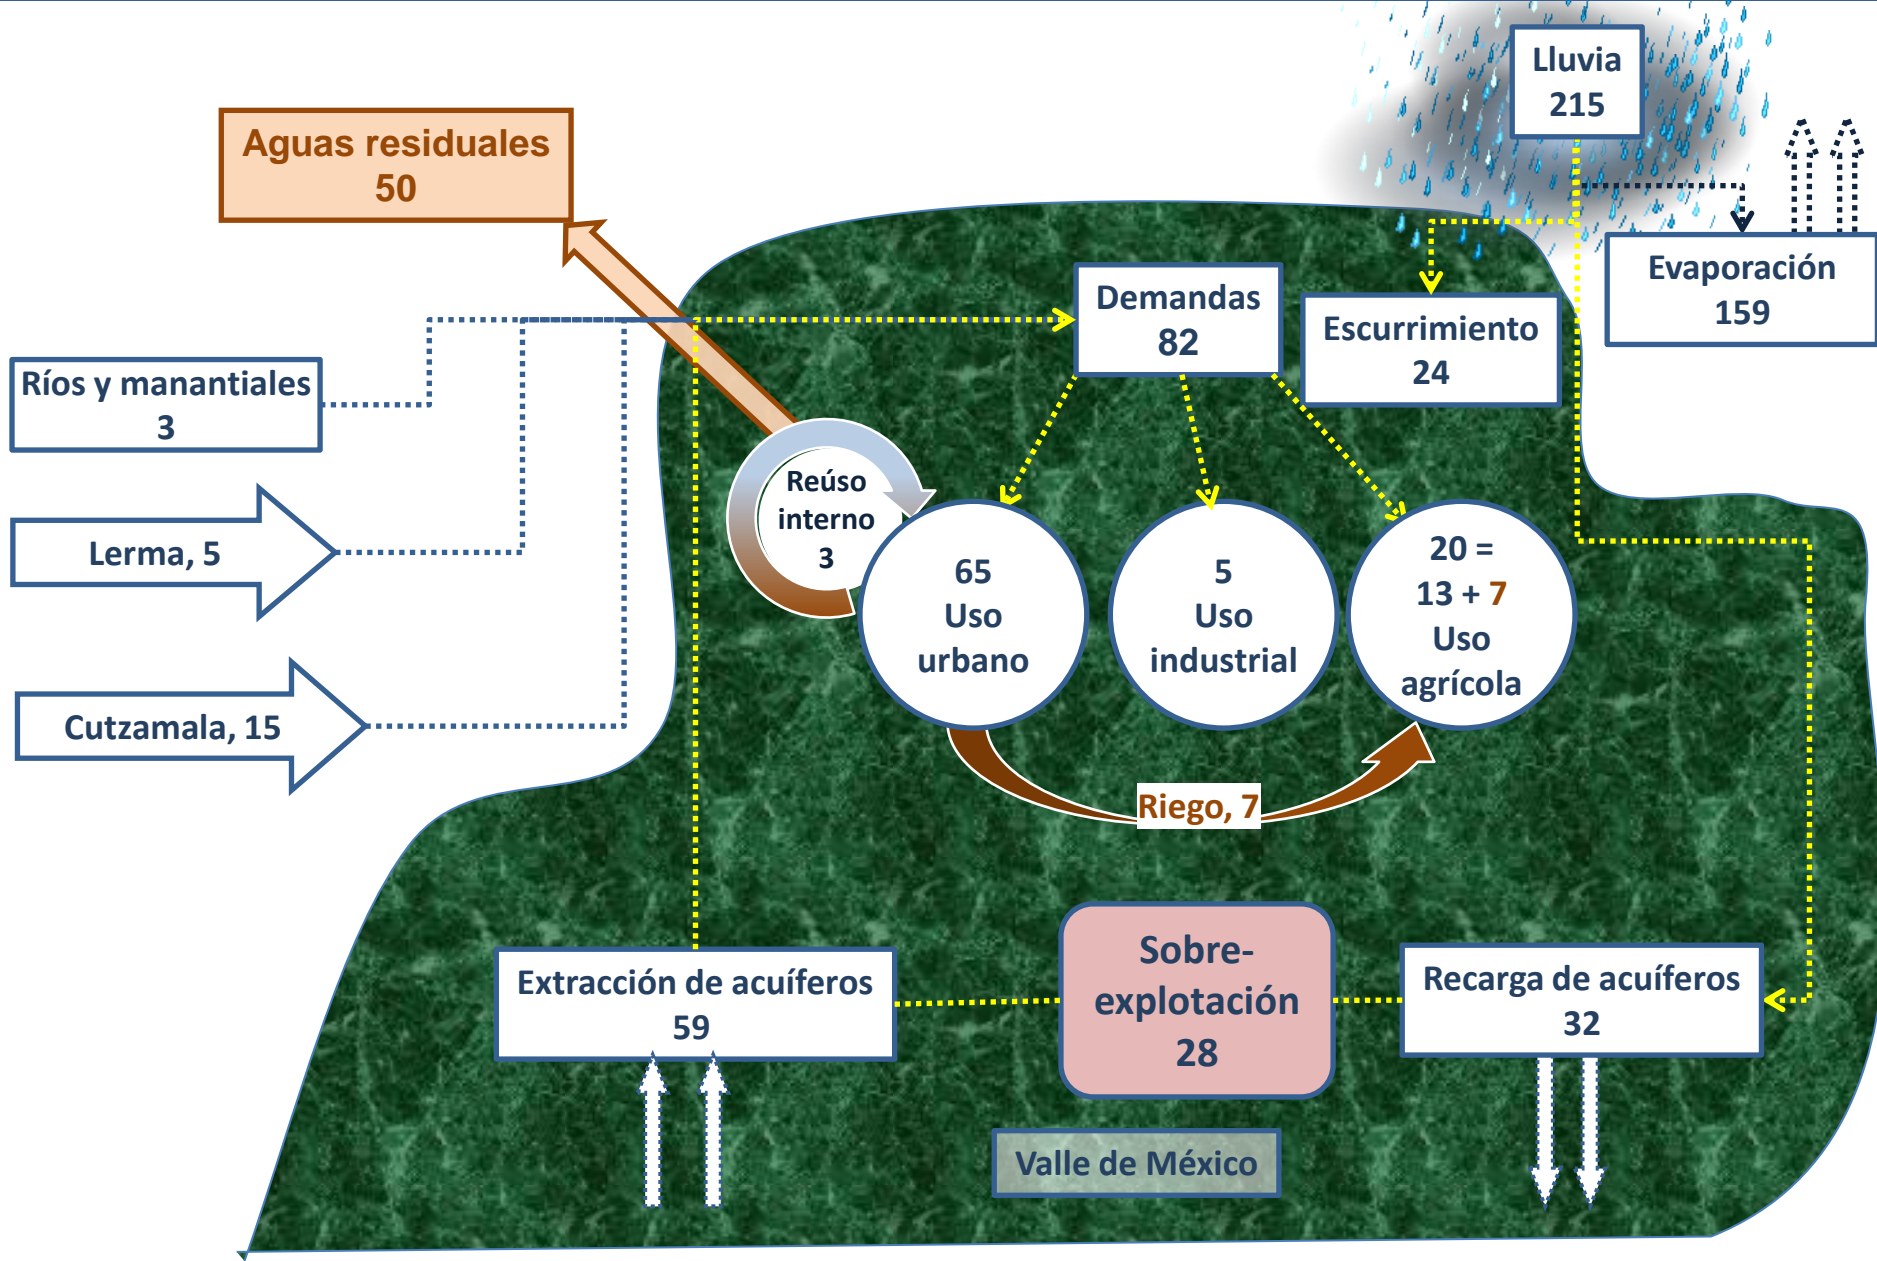 Lluvia
215
Aguas residuales
50
Evaporación
159
Demandas
82
Escurrimiento
24
Ríos y manantiales
3
Reúso
interno
3
Lerma, 5
65
Uso
urbano
5
Uso
industrial
20 =
13 + 7
Uso
agrícola
Cutzamala, 15
Riego, 7
Extracción de acuíferos
59
Sobre-
explotación
28
Recarga de acuíferos
32
Valle de México